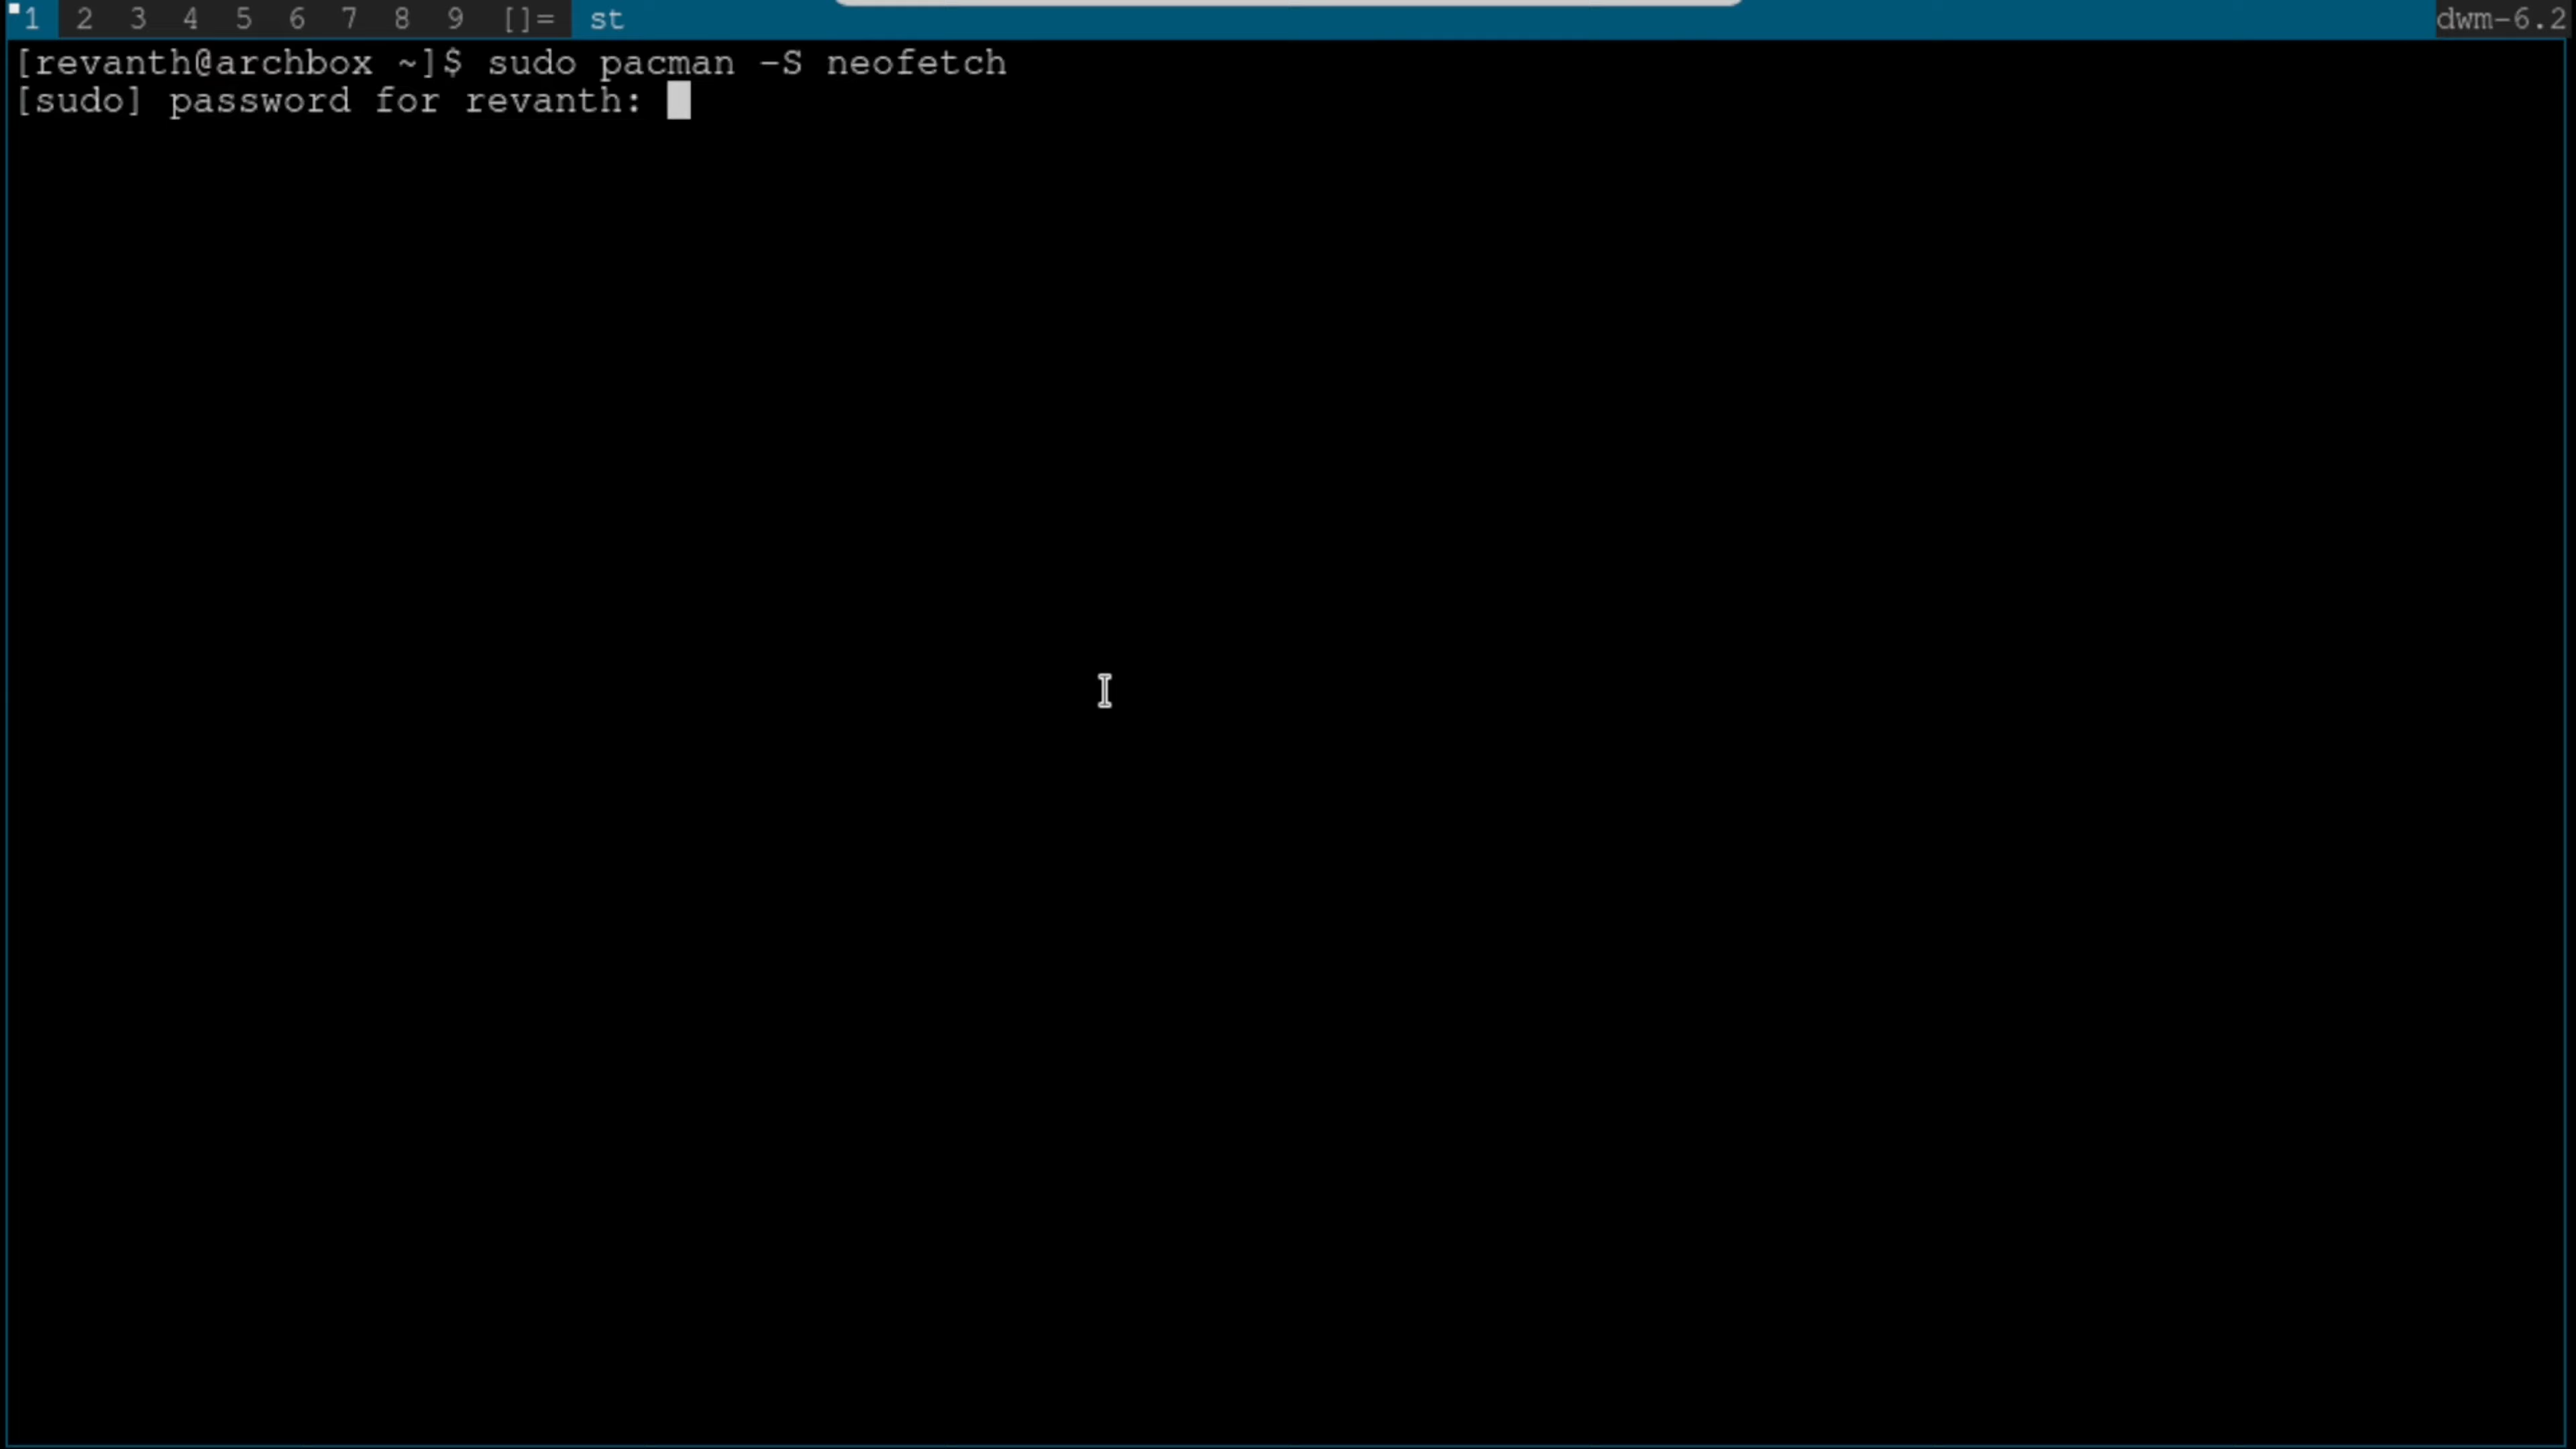 1 2 3 4 5 6 7 8 9 []= st dwm-6.2
[revanth@archbox ~]$ sudo pacman -S neofetch
[sudo] password for revanth: